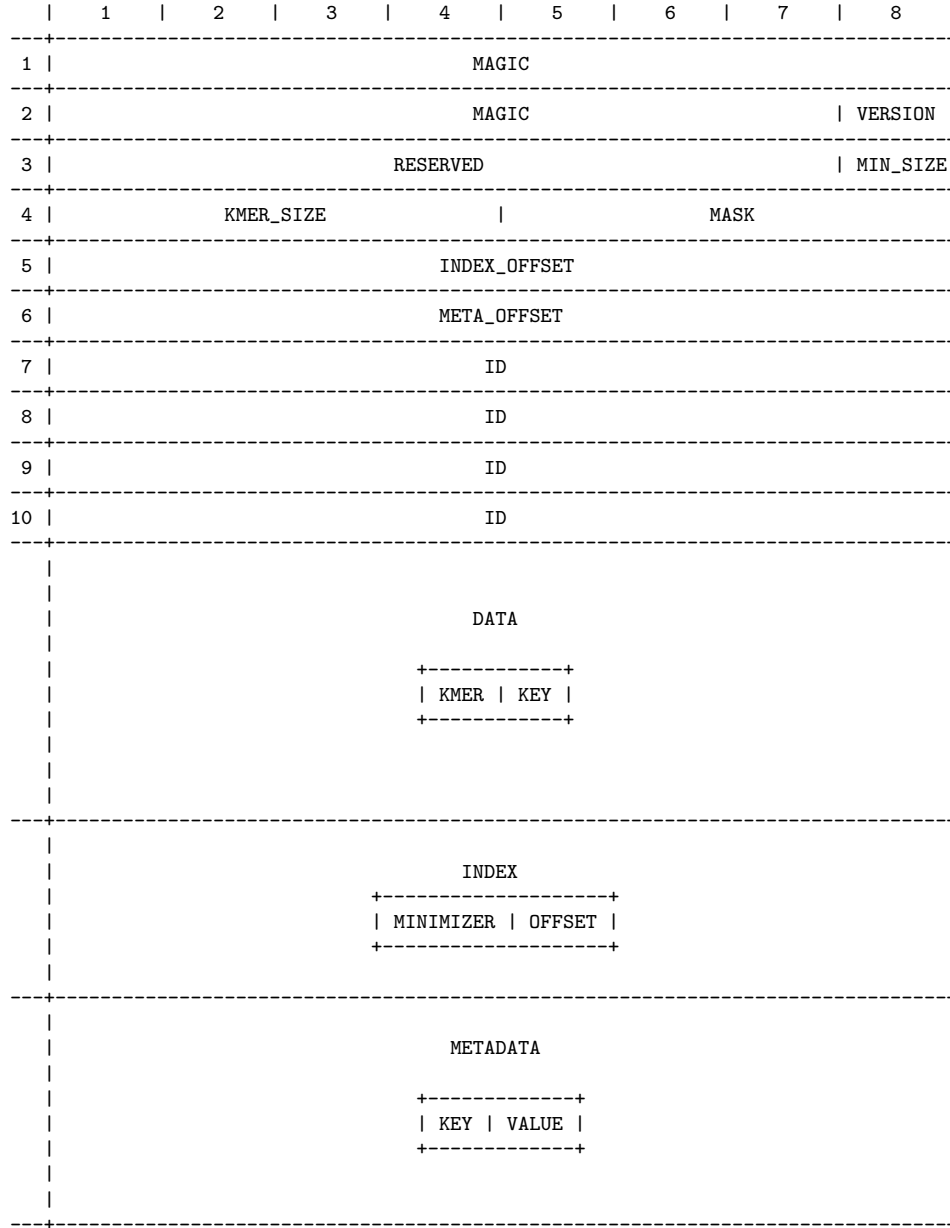 | 1 | 2 | 3 | 4 | 5 | 6 | 7 | 8
1 | MAGIC
2 | MAGIC | VERSION
3 | RESERVED | MIN_SIZE
4 | KMER_SIZE | MASK
5 | INDEX_OFFSET
6 | META_OFFSET
7 | ID
8 | ID
9 | ID
10 | ID
DATA
| KMER | KEY |
INDEX
| MINIMIZER | OFFSET |
METADATA
| KEY | VALUE |